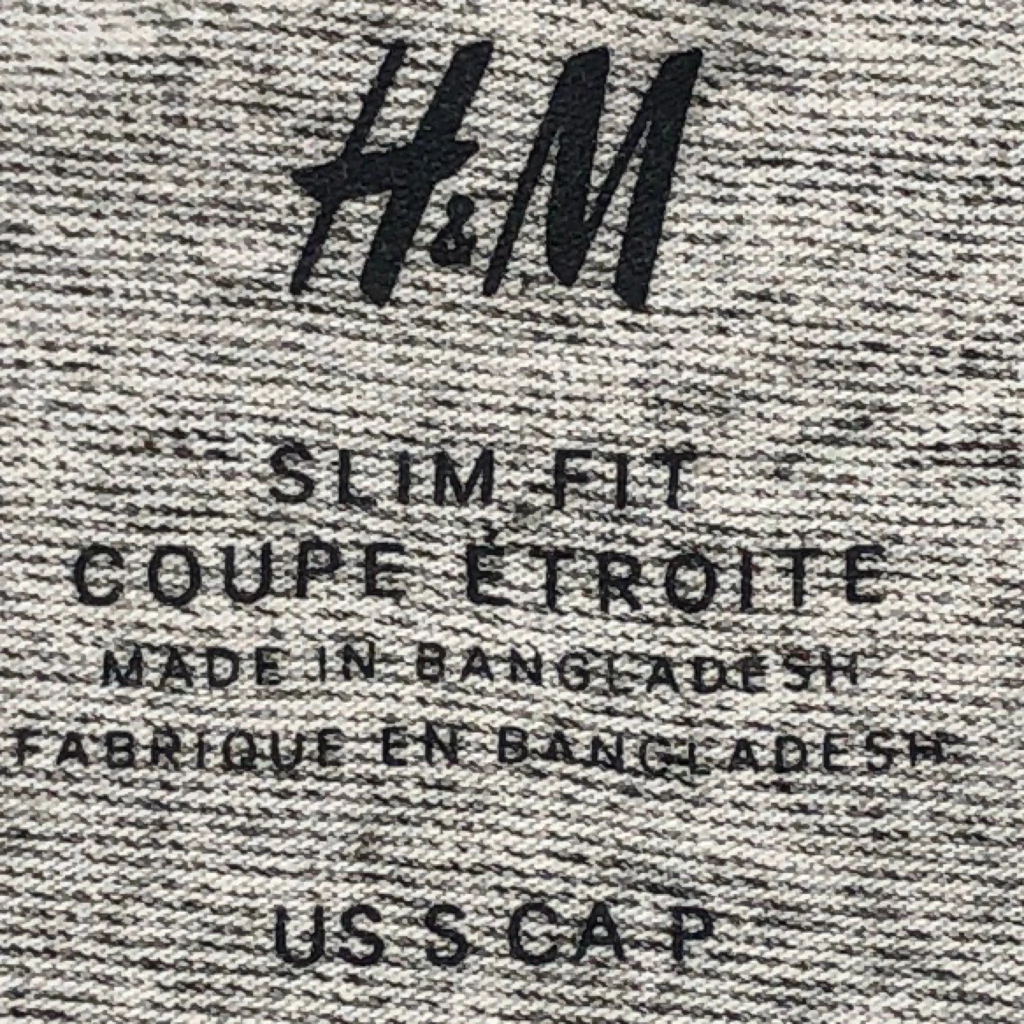 H&M
SLIM FIT
COUPE ÉTROITE
MADE IN BANGLADESH
FABRIQUE EN BANGLADESH
US S CA P